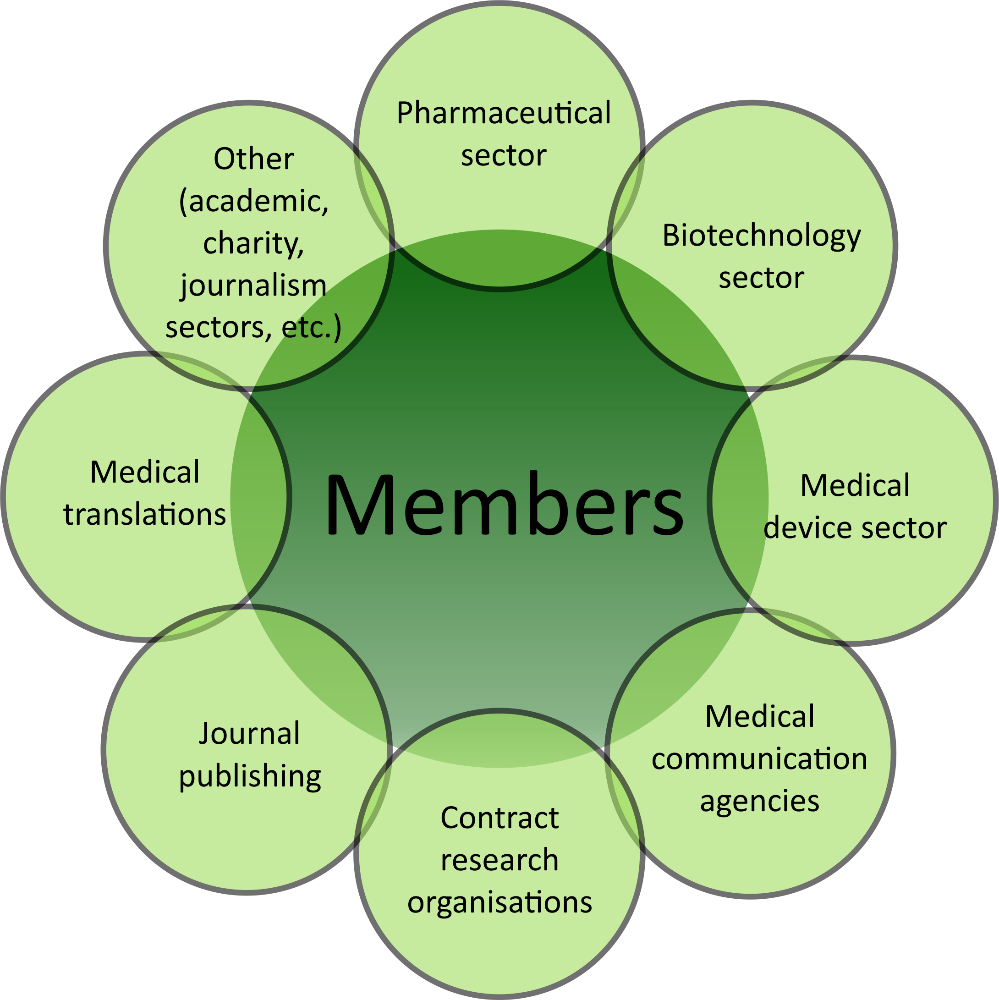 Pharmaceutical
sector
Biotechnology
sector
Medical
device sector
Medical
communication
agencies
Contract
research
organisations
Journal
publishing
Medical
translations
Other
(academic,
charity,
journalism
sectors, etc.)
Members